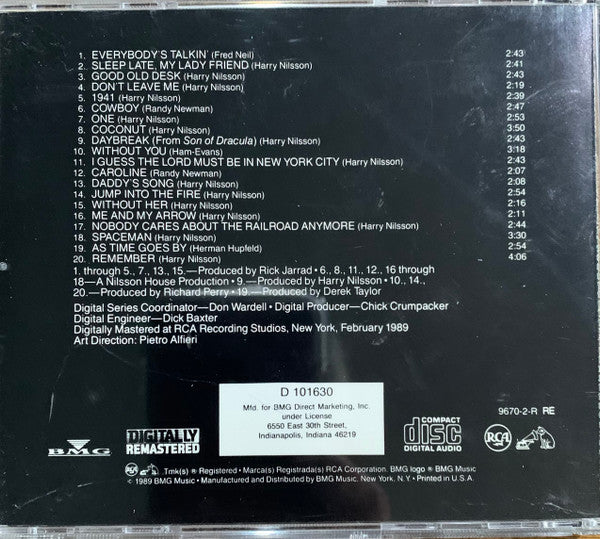 1. EVERYBODY'S TALKIN' (Fred Neil) 2:43
2. SLEEP LATE, MY LADY FRIEND (Harry Nilsson) 2:41
3. GOOD OLD DESK (Harry Nilsson) 2:43
4. DON'T LEAVE ME (Harry Nilsson) 2:19
5. 1941 (Harry Nilsson) 2:39
6. COWBOY (Randy Newman) 2:47
7. ONE (Harry Nilsson) 2:53
8. COCONUT (Harry Nilsson) 3:50
9. DAYBREAK (From Son of Dracula) (Harry Nilsson) 2:43
10. WITHOUT YOU (Ham-Evans) 3:18
11. I GUESS THE LORD MUST BE IN NEW YORK CITY (Harry Nilsson) 2:43
12. CAROLINE (Randy Newman) 2:07
13. DADDY'S SONG (Harry Nilsson) 2:08
14. JUMP INTO THE FIRE (Harry Nilsson) 2:54
15. WITHOUT HER (Harry Nilsson) 2:16
16. ME AND MY ARROW (Harry Nilsson) 2:11
17. NOBODY CARES ABOUT THE RAILROAD ANYMORE (Harry Nilsson) 2:44
18. SPACEMAN (Harry Nilsson) 3:30
19. AS TIME GOES BY (Herman Hupfeld) 2:54
20. REMEMBER (Harry Nilsson) 4:06
1. through 5., 7., 13., 15.—Produced by Rick Jarrad • 6., 8., 11., 12., 16 through
18—A Nilsson House Production • 9.—Produced by Harry Nilsson • 10., 14.,
20.—Produced by Richard Perry • 19.—Produced by Derek Taylor
Digital Series Coordinator—Don Wardell • Digital Producer—Chick Crumpacker
Digital Engineer—Dick Baxter
Digitally Mastered at RCA Recording Studios, New York, February 1989
Art Direction: Pietro Alfieri
D 101630
Mfd. for BMG Direct Marketing, Inc.
under License
6550 East 30th Street,
Indianapolis, Indiana 46219
9670-2-R RE
BMG
DIGITALLY
REMASTERED
COMPACT
disc
DIGITAL AUDIO
RCA
Tmk(s) ® Registered • Marca(s) Registrada(s) RCA Corporation. BMG logo ® BMG Music
© 1989 BMG Music • Manufactured and Distributed by BMG Music. New York, N.Y • Printed in U.S.A.